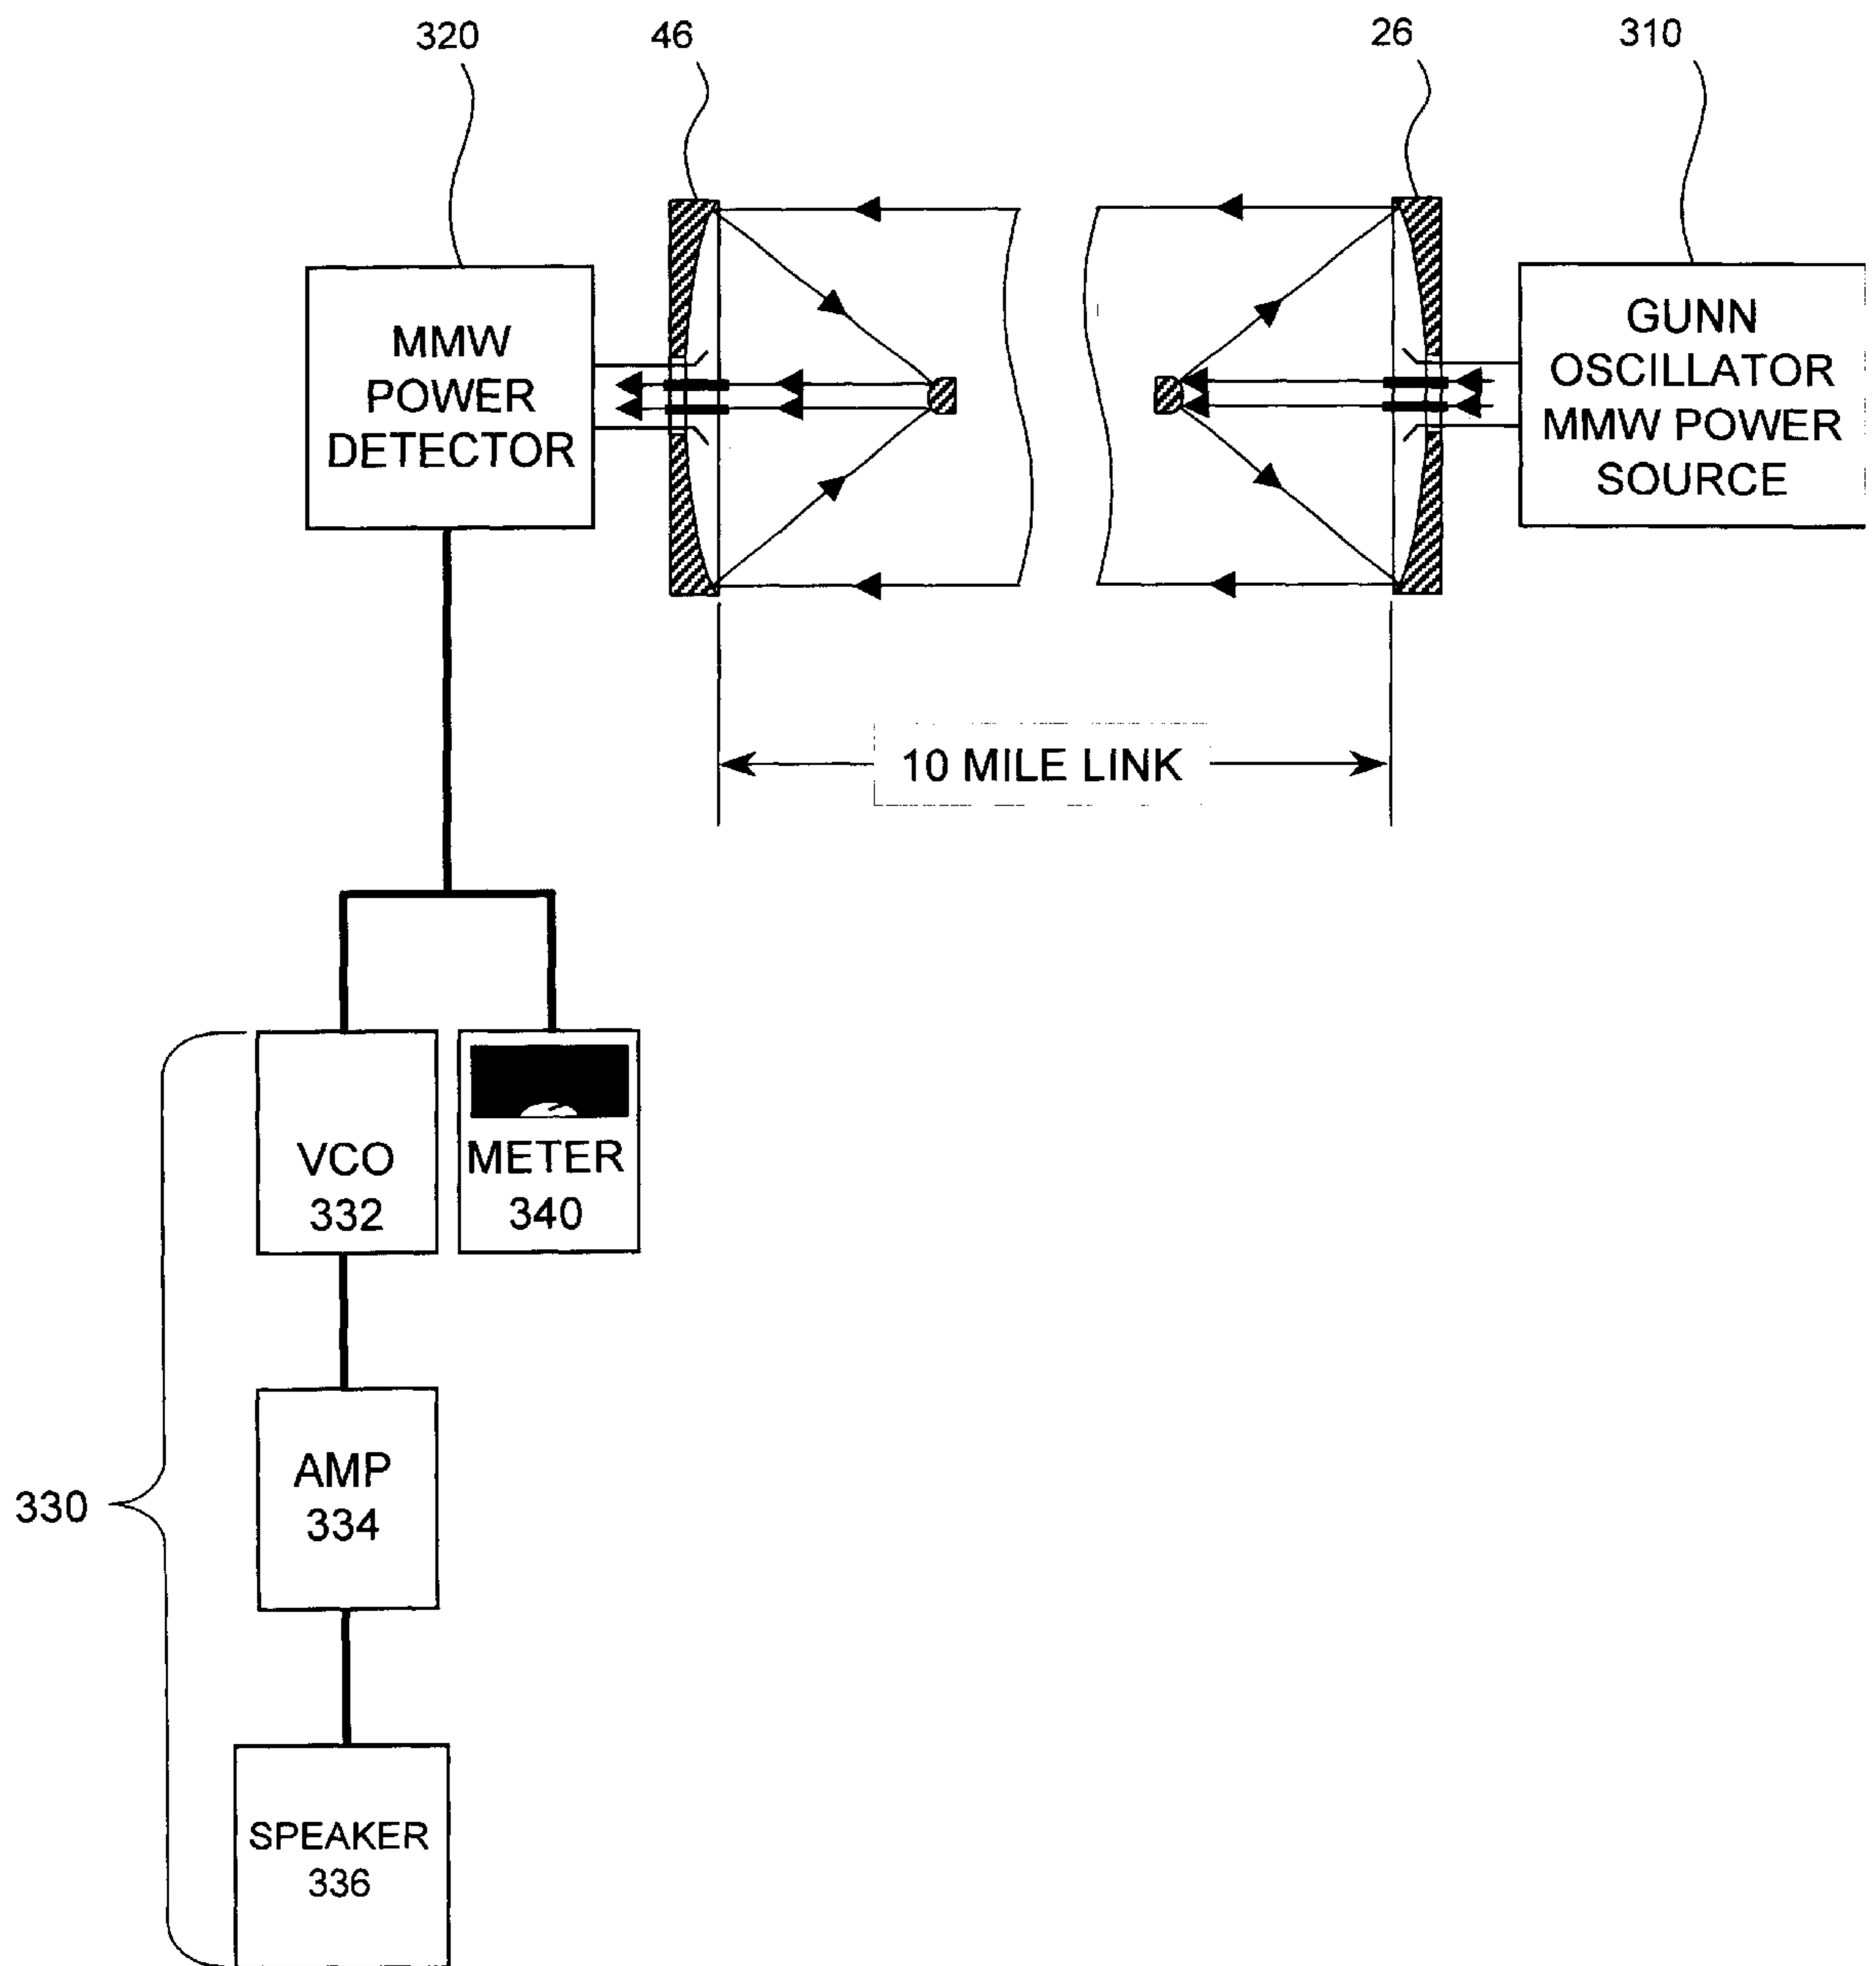 320
46
26
310
MMW
POWER
DETECTOR
GUNN
OSCILLATOR
MMW POWER
SOURCE
10 MILE LINK
VCO
332
METER
340
330
AMP
334
SPEAKER
336